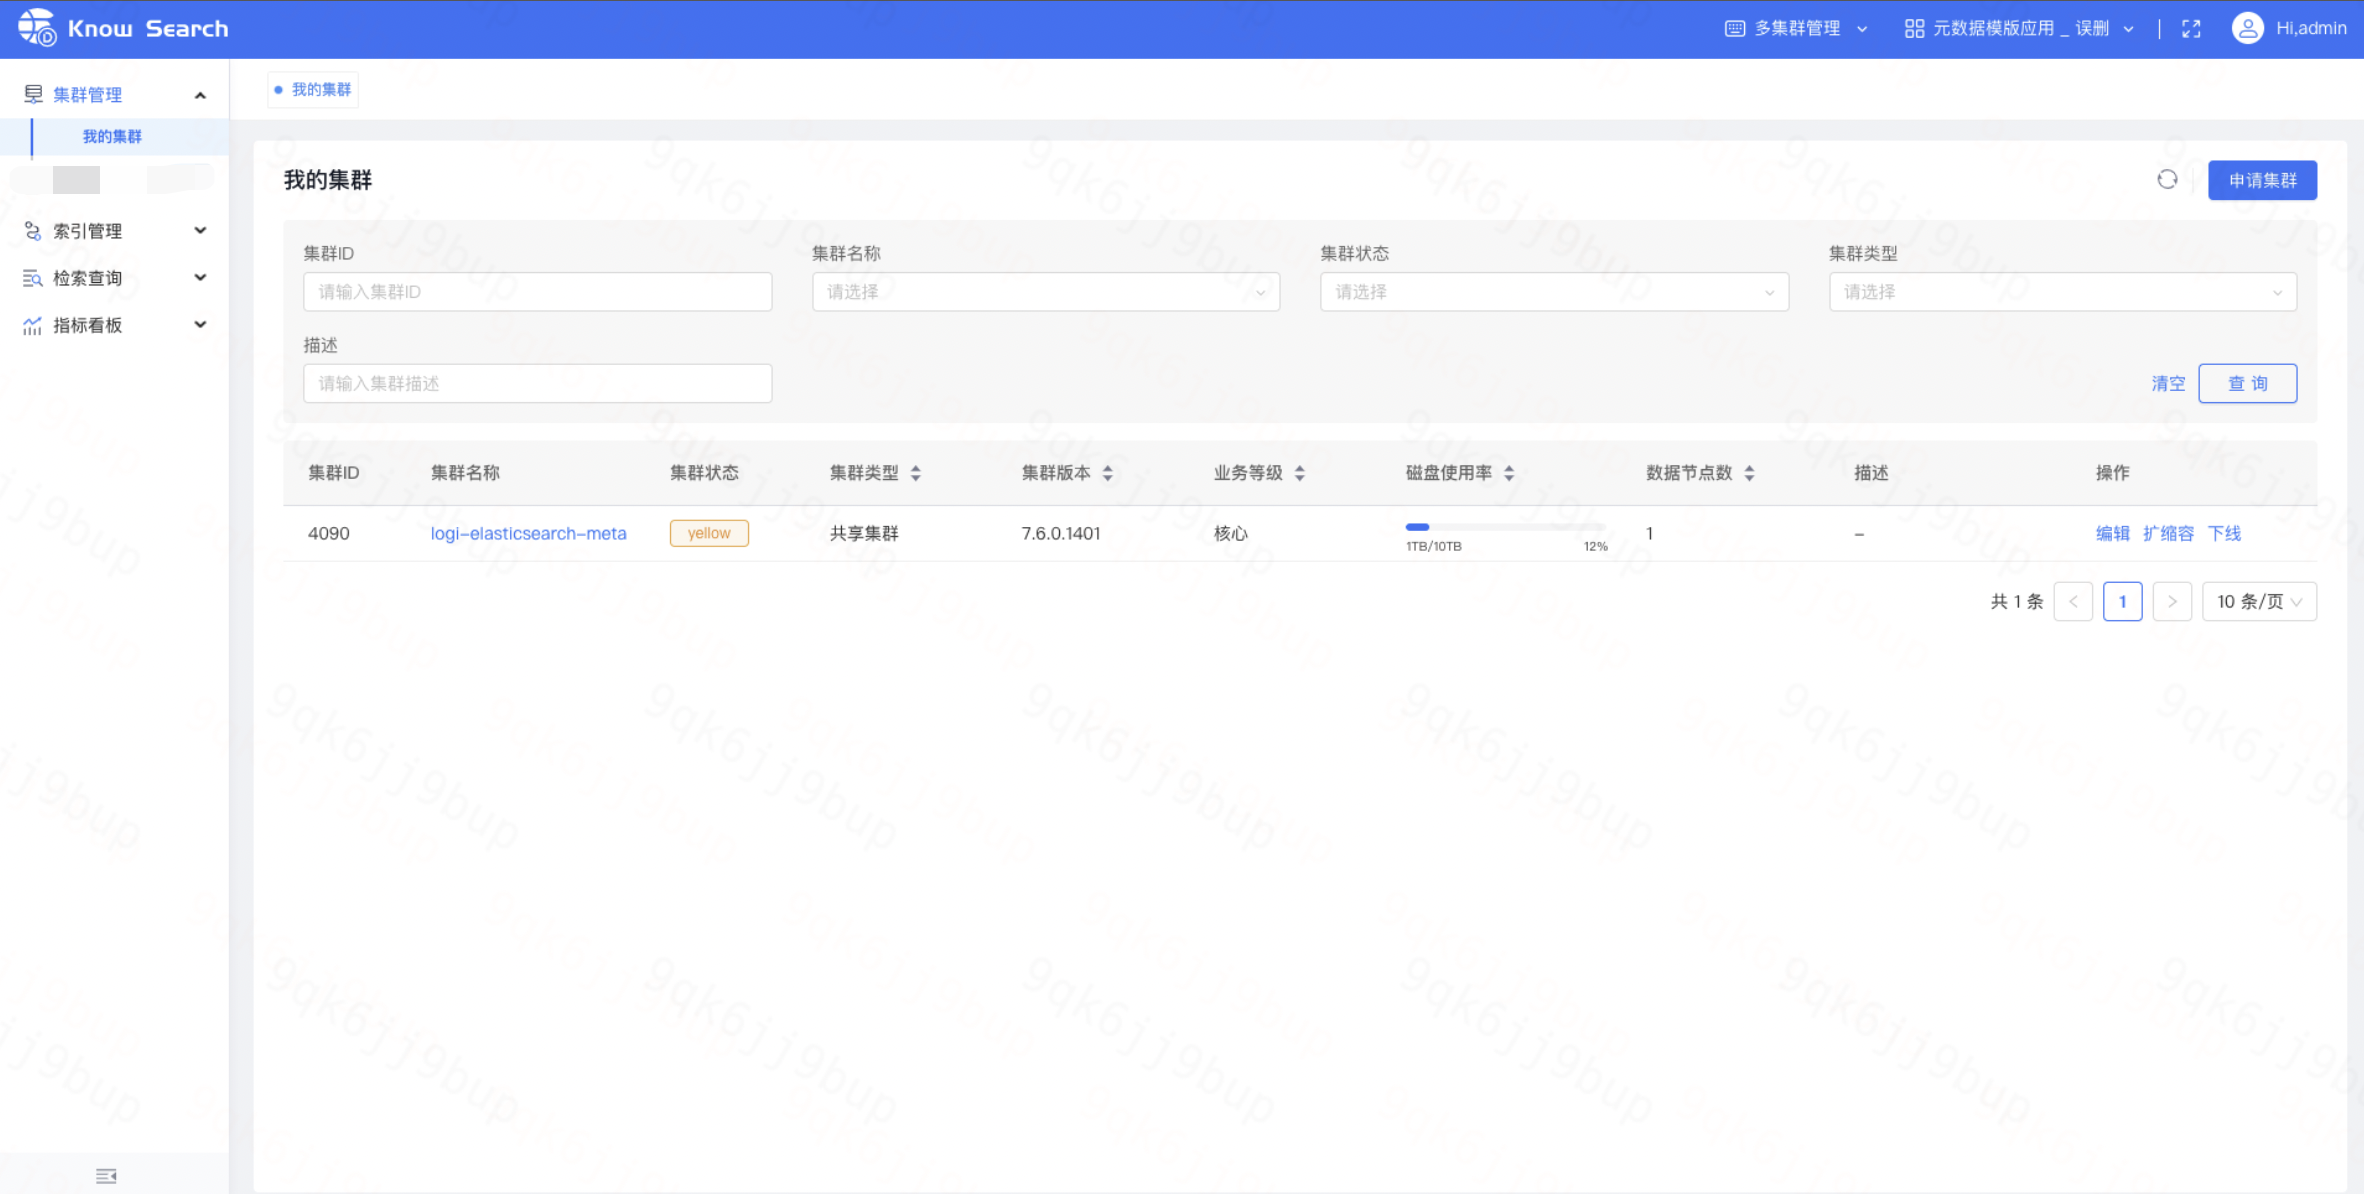 Know Search
多集群管理
元数据模版应用 _ 误删
Hi,admin
集群管理
我的集群
索引管理
检索查询
指标看板
我的集群
我的集群
申请集群
集群ID
集群名称
集群状态
集群类型
请输入集群ID
请选择
请选择
请选择
描述
请输入集群描述
清空
查 询
集群ID 集群名称 集群状态 集群类型 集群版本 业务等级 磁盘使用率 数据节点数 描述 操作
4090 logi-elasticsearch-meta yellow 共享集群 7.6.0.1401 核心 1TB/10TB 12% 1 - 编辑 扩缩容 下线
共 1 条 < 1 > 10 条/页
9qk6jj9bup